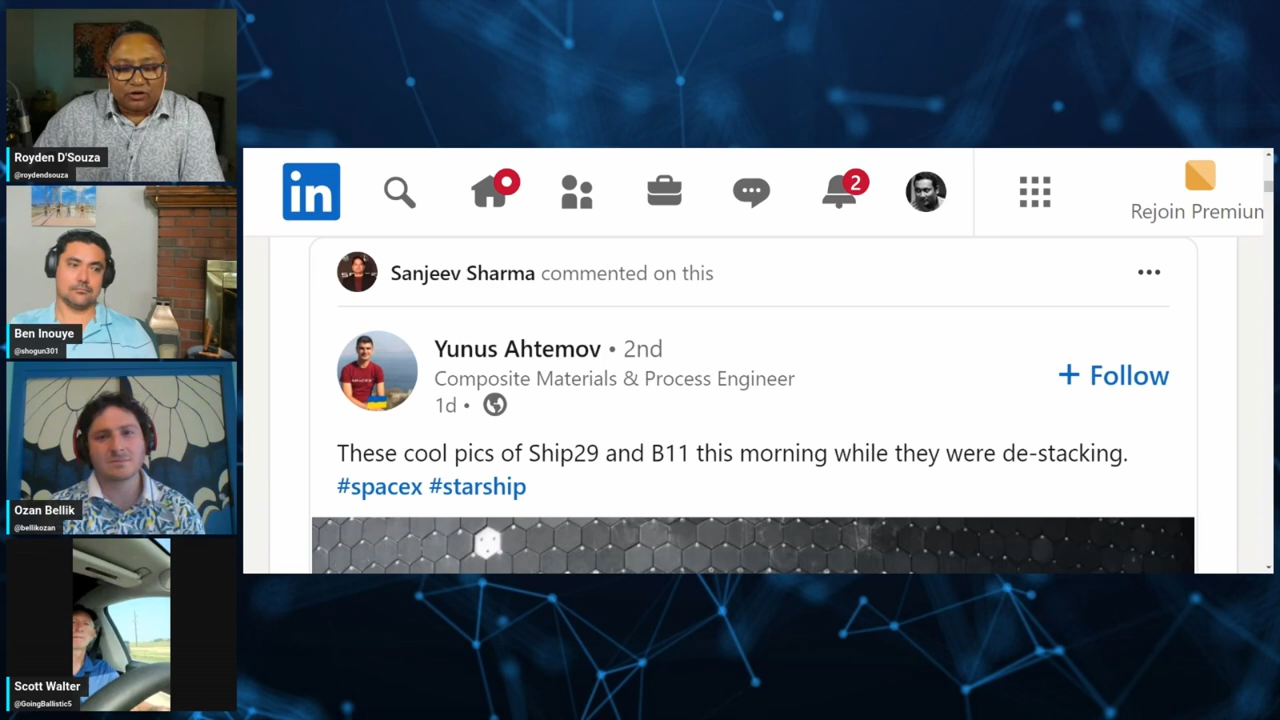 Royden D'Souza
@roydendsouza
Ben Inouye
@shogun301
Ozan Bellik
@bellikozan
Scott Walter
@GoingBallistic5
in
2
Rejoin Premiun
Sanjeev Sharma commented on this
Yunus Ahtemov • 2nd
Composite Materials & Process Engineer
1d •
+ Follow
These cool pics of Ship29 and B11 this morning while they were de-stacking.
#spacex #starship